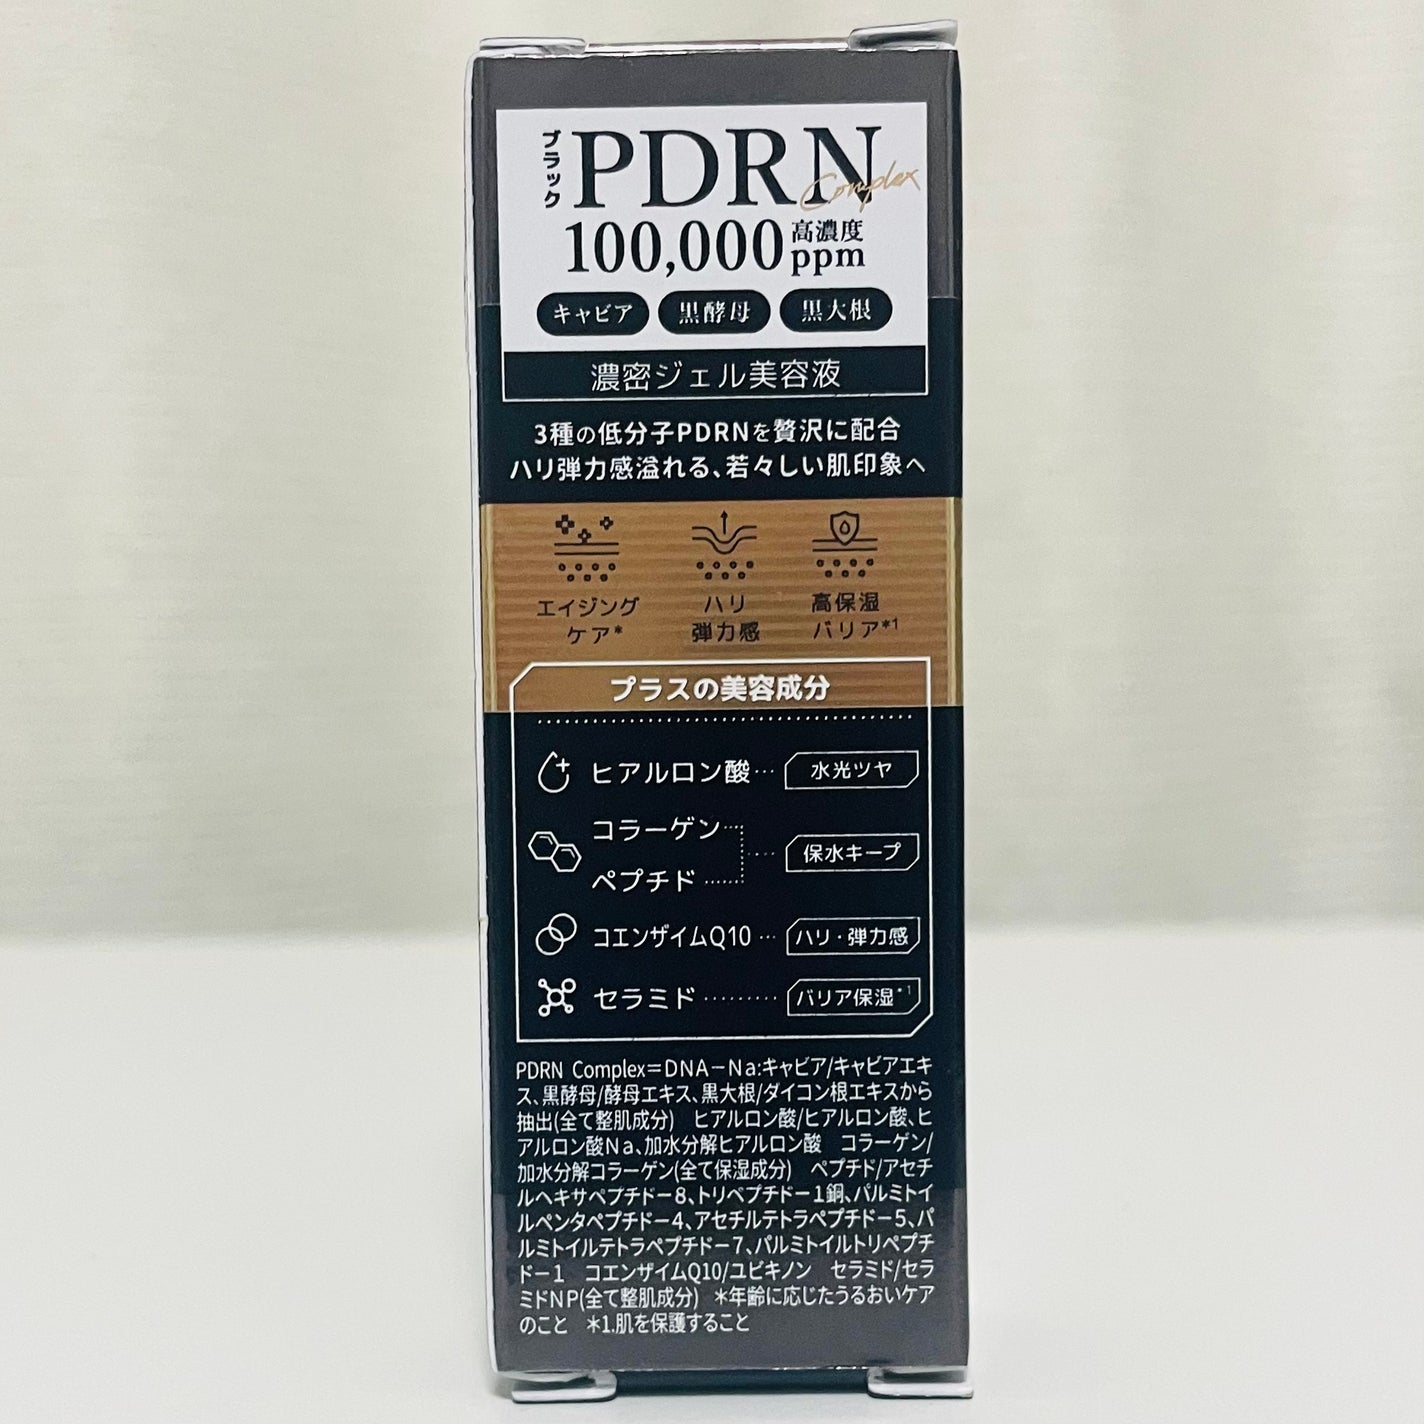 ブラック
PDRN
Complex
100,000
高濃度
ppm
キャビア 黒酵母 黒大根
濃密ジェル美容液
3種の低分子PDRNを贅沢に配合
ハリ弾力感溢れる、若々しい肌印象へ
エイジング
ケア*
ハリ
弾力感
高保湿
バリア*1
プラスの美容成分
ヒアルロン酸… 水光ツヤ
コラーゲン
ペプチド
保水キープ
コエンザイムQ10… ハリ・弾力感
セラミド……… バリア保湿*1
PDRN Complex=DNA-Na:キャビア/キャビアエキ
ス、黒酵母/酵母エキス、黒大根/ダイコン根エキスから
抽出(全て整肌成分) ヒアルロン酸/ヒアルロン酸、ヒ
アルロン酸Na、加水分解ヒアルロン酸 コラーゲン/
加水分解コラーゲン(全て保湿成分) ペプチド/アセチ
ルヘキサペプチドー8、トリペプチドー1銅、パルミトイ
ルペンタペプチドー4、アセチルテトラペプチドー5、パ
ルミトイルテトラペプチドー7、パルミトイルトリペプチ
ドー1 コエンザイムQ10/ユビキノン セラミド/セラ
ミドNP(全て整肌成分) *年齢に応じたうるおいケア
のこと *1.肌を保護すること